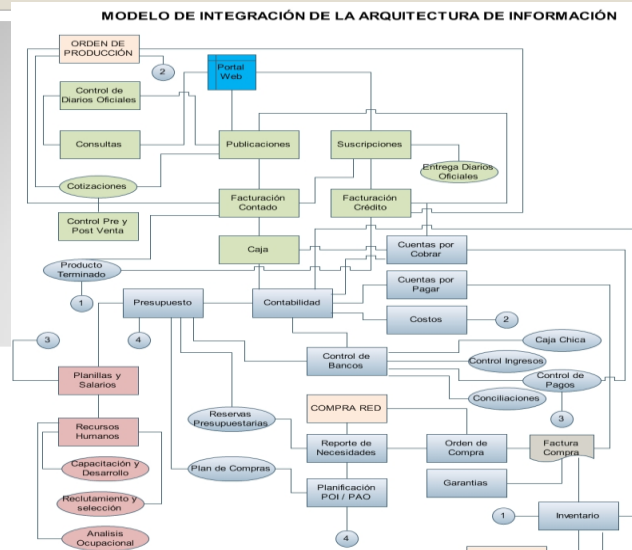 MODELO DE INTEGRACIÓN DE LA ARQUITECTURA DE INFORMACIÓN
ORDEN DE
PRODUCCIÓN
2
Portal
Web
Control de
Diarios Oficiales
Consultas
Publicaciones
Suscripciones
Entrega Diarios
Oficiales
Cotizaciones
Facturación
Contado
Facturación
Crédito
Control Pre y
Post Venta
Caja
Cuentas por
Cobrar
Producto
Terminado
Cuentas por
Pagar
1
Presupuesto
Contabilidad
Costos
2
3
4
Caja Chica
Control de
Bancos
Control Ingresos
Planillas y
Salarios
Control de
Pagos
Conciliaciones
COMPRA RED
3
Reservas
Presupuestarias
Recursos
Humanos
Reporte de
Necesidades
Orden de
Compra
Factura
Compra
Capacitación y
Desarrollo
Plan de Compras
Garantias
Planificación
POI / PAO
Reclutamiento y
selección
1
Inventario
Analisis
Ocupacional
4